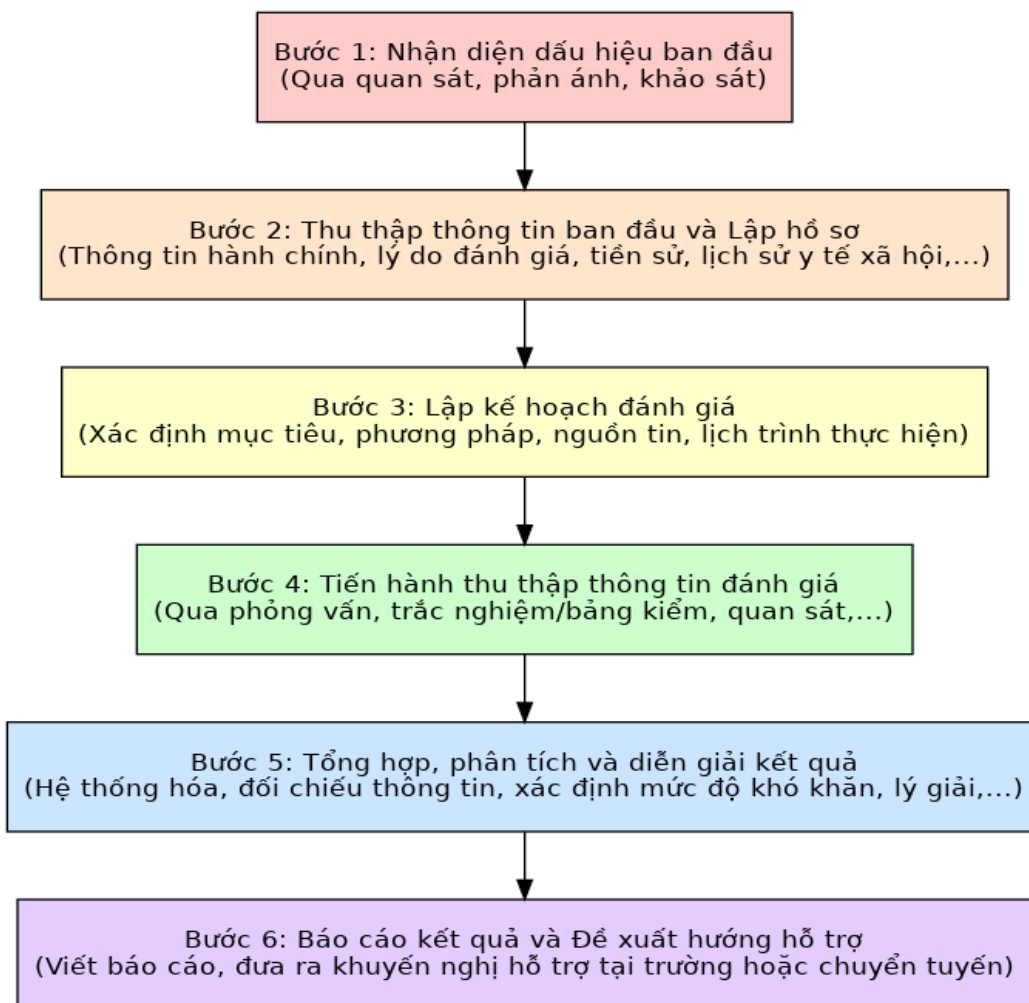 Bước 1: Nhận diện dấu hiệu ban đầu
(Qua quan sát, phản ánh, khảo sát)
Bước 2: Thu thập thông tin ban đầu và Lập hồ sơ
(Thông tin hành chính, lý do đánh giá, tiền sử, lịch sử y tế xã hội,...)
Bước 3: Lập kế hoạch đánh giá
(Xác định mục tiêu, phương pháp, nguồn tin, lịch trình thực hiện)
Bước 4: Tiến hành thu thập thông tin đánh giá
(Qua phỏng vấn, trắc nghiệm/bảng kiểm, quan sát,...)
Bước 5: Tổng hợp, phân tích và diễn giải kết quả
(Hệ thống hóa, đối chiếu thông tin, xác định mức độ khó khăn, lý giải,...)
Bước 6: Báo cáo kết quả và Đề xuất hướng hỗ trợ
(Viết báo cáo, đưa ra khuyến nghị hỗ trợ tại trường hoặc chuyển tuyến)